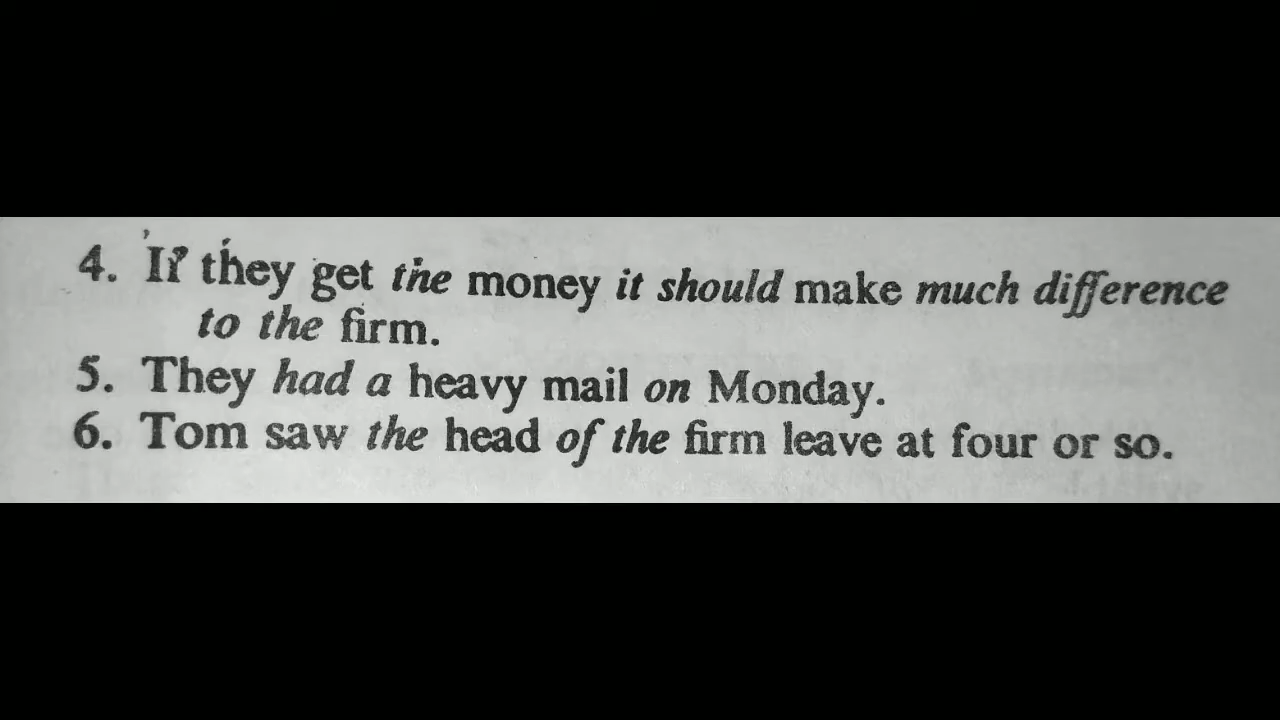 4. If they get the money it should make much difference
to the firm.
5. They had a heavy mail on Monday.
6. Tom saw the head of the firm leave at four or so.